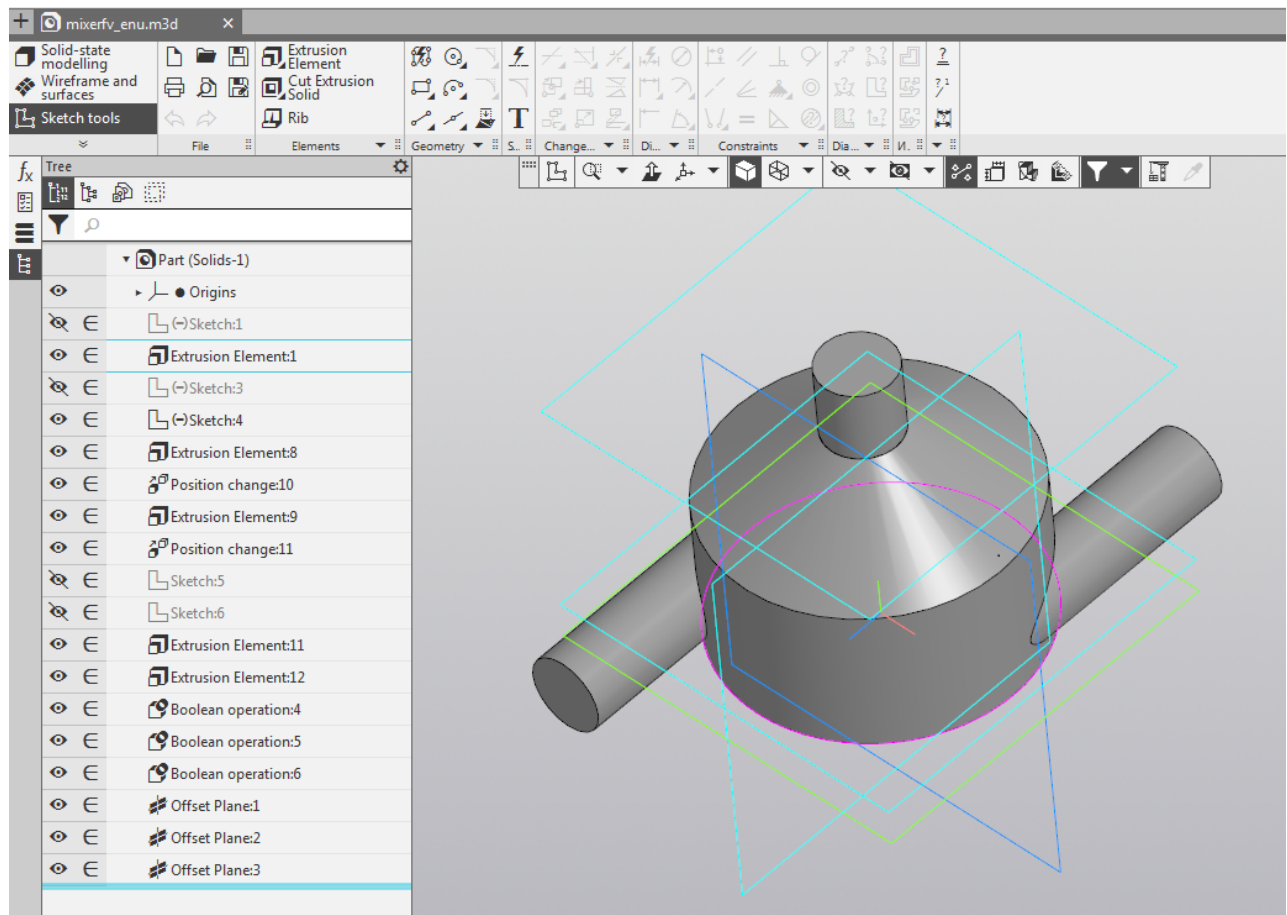 mixerfv_enu.m3d
Solid-state
modelling
Wireframe and
surfaces
Sketch tools
Extrusion
Element
Cut Extrusion
Solid
Rib
T
File
Elements
Geometry
S..
Change...
Di...
Constraints
Dia...
И.
fx
Tree
Part (Solids-1)
Origins
(-)Sketch:1
Extrusion Element:1
(-)Sketch:3
(-)Sketch:4
Extrusion Element:8
Position change:10
Extrusion Element:9
Position change:11
Sketch:5
Sketch:6
Extrusion Element:11
Extrusion Element:12
Boolean operation:4
Boolean operation:5
Boolean operation:6
Offset Plane:1
Offset Plane:2
Offset Plane:3